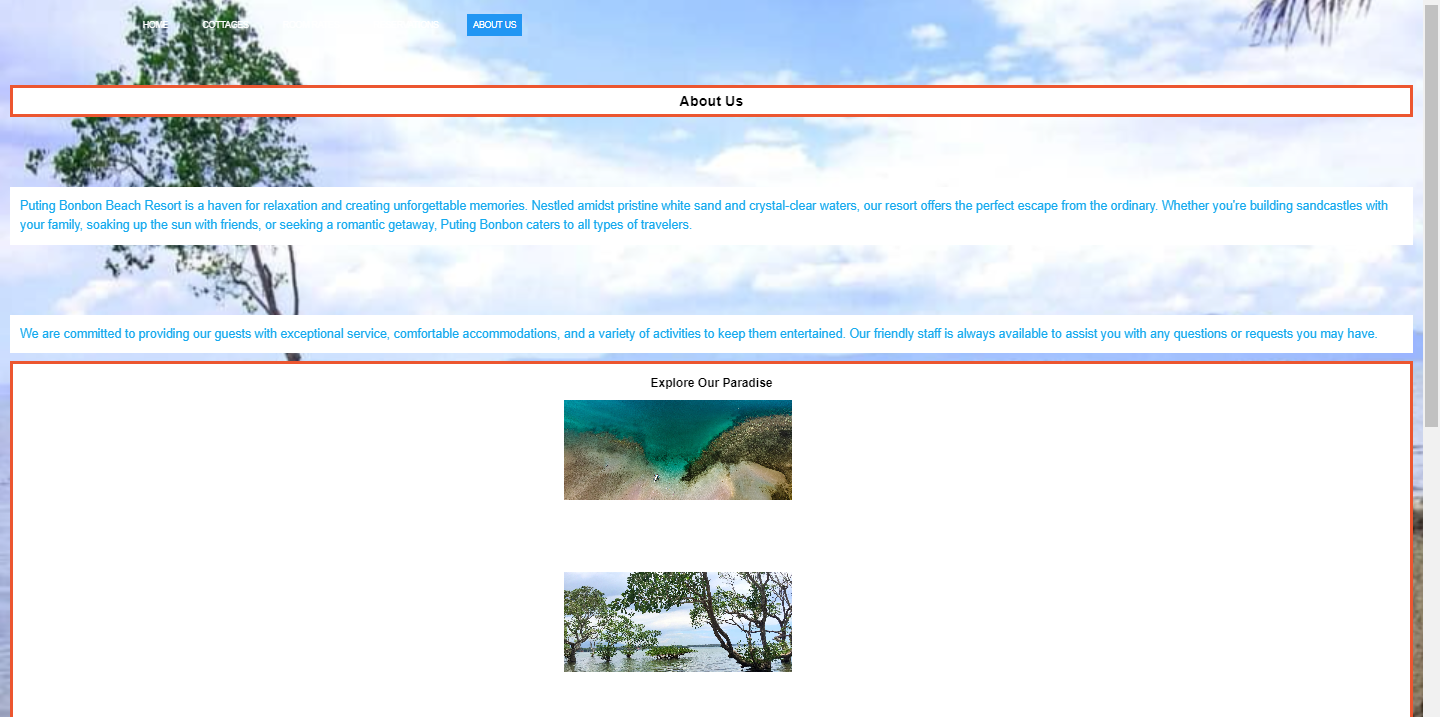 HOME COTTAGES ABOUT US
About Us
Puting Bonbon Beach Resort is a haven for relaxation and creating unforgettable memories. Nestled amidst pristine white sand and crystal-clear waters, our resort offers the perfect escape from the ordinary. Whether you're building sandcastles with
your family, soaking up the sun with friends, or seeking a romantic getaway, Puting Bonbon caters to all types of travelers.
We are committed to providing our guests with exceptional service, comfortable accommodations, and a variety of activities to keep them entertained. Our friendly staff is always available to assist you with any questions or requests you may have.
Explore Our Paradise